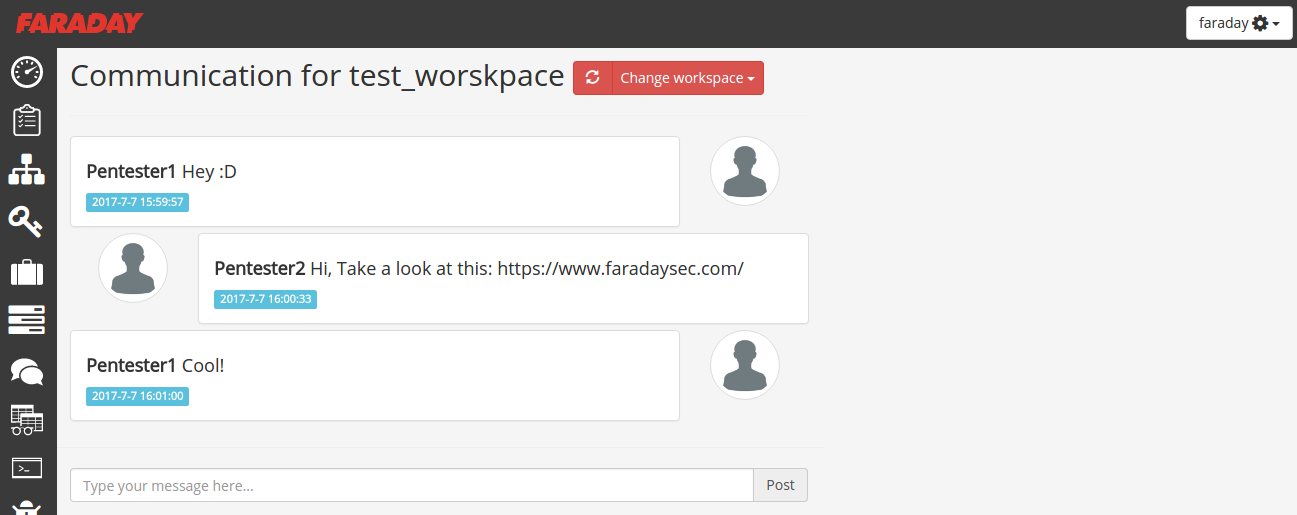 FARADAY
faraday
Communication for test_worskpace
Change workspace
Pentester1 Hey :D
2017-7-7 15:59:57
Pentester2 Hi, Take a look at this: https://www.faradaysec.com/
2017-7-7 16:00:33
Pentester1 Cool!
2017-7-7 16:01:00
Type your message here...
Post